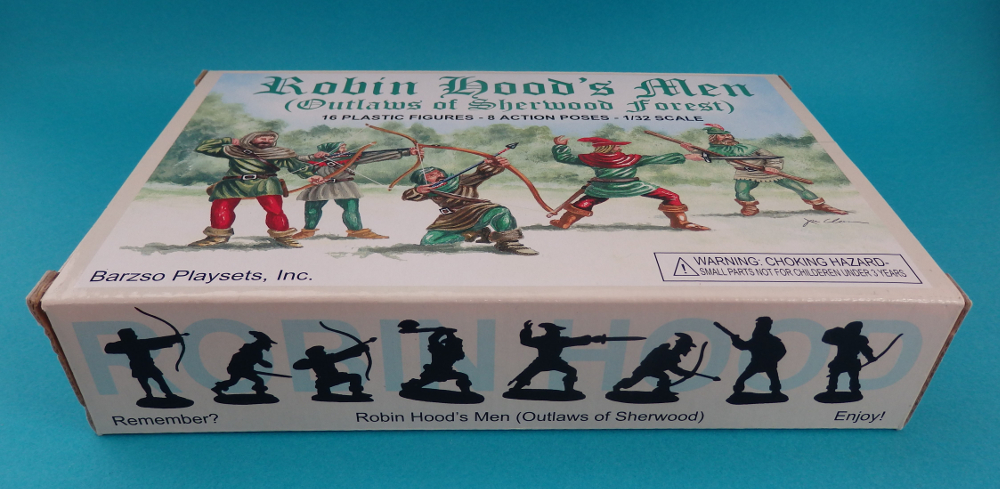 Robin Hood's Men
(Outlaws of Sherwood Forest)
16 PLASTIC FIGURES - 8 ACTION POSES - 1/32 SCALE
Barzso Playsets, Inc.
WARNING: CHOKING HAZARD-
SMALL PARTS NOT FOR CHILDEREN UNDER 3 YEARS
ROBIN HOOD
Remember?
Robin Hood's Men (Outlaws of Sherwood)
Enjoy!